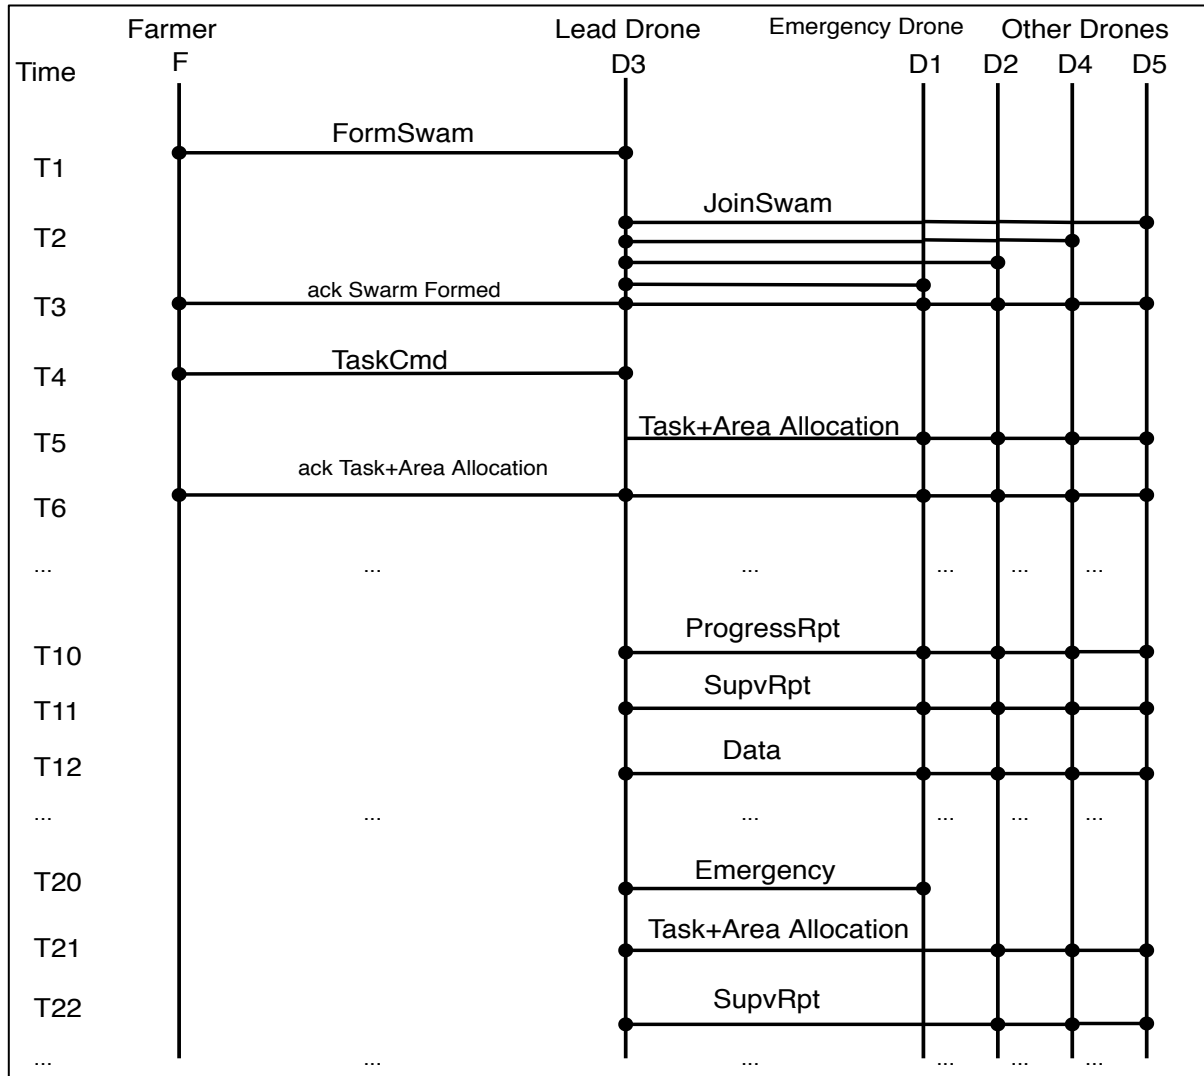 Farmer Lead Drone Emergency Drone Other Drones
Time F D3 D1 D2 D4 D5
FormSwam
T1
JoinSwam
T2
ack Swarm Formed
T3
TaskCmd
T4
Task+Area Allocation
T5
ack Task+Area Allocation
T6
... ... ... ... ... ...
ProgressRpt
T10
SupvRpt
T11
Data
T12
... ... ... ... ... ...
Emergency
T20
Task+Area Allocation
T21
SupvRpt
T22
... ... ... ... ... ...